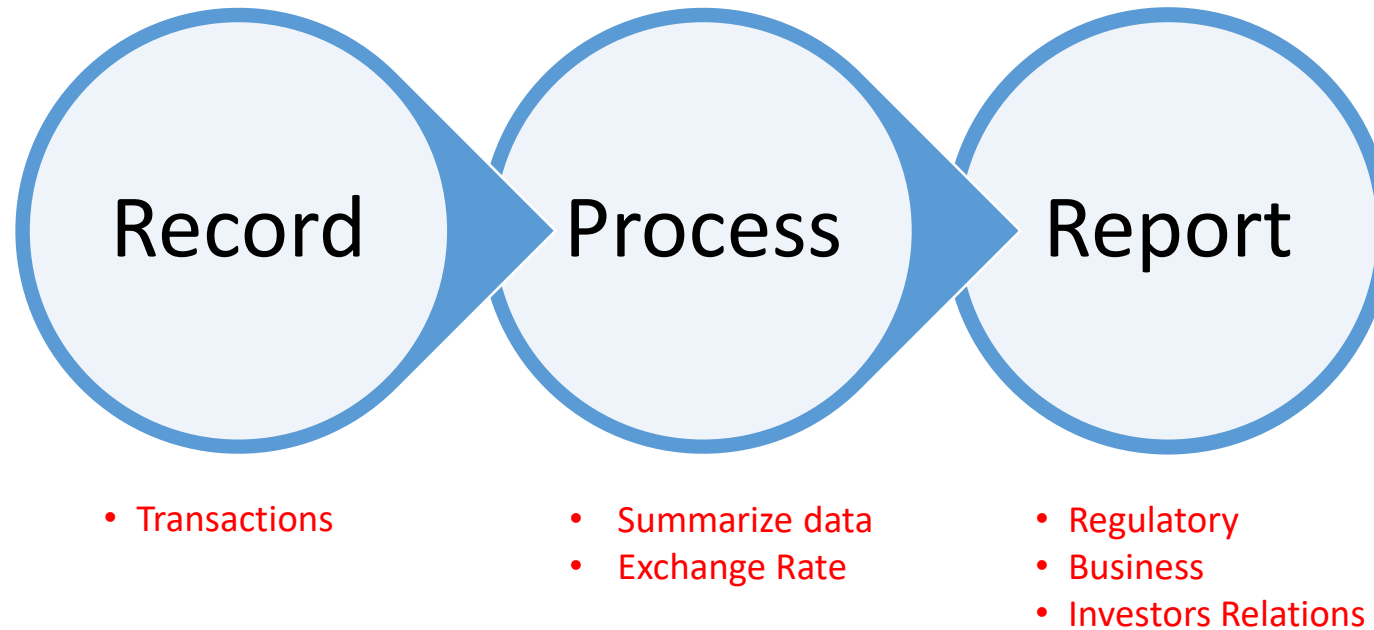 Record
Process
Report
• Transactions
• Summarize data
• Exchange Rate
• Regulatory
• Business
• Investors Relations